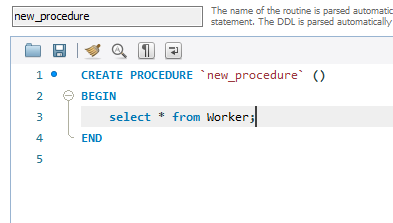 new_procedure
The name of the routine is parsed automatic
statement. The DDL is parsed automatically
1 CREATE PROCEDURE `new_procedure` ()
2 BEGIN
3 select * from Worker;
4 END
5